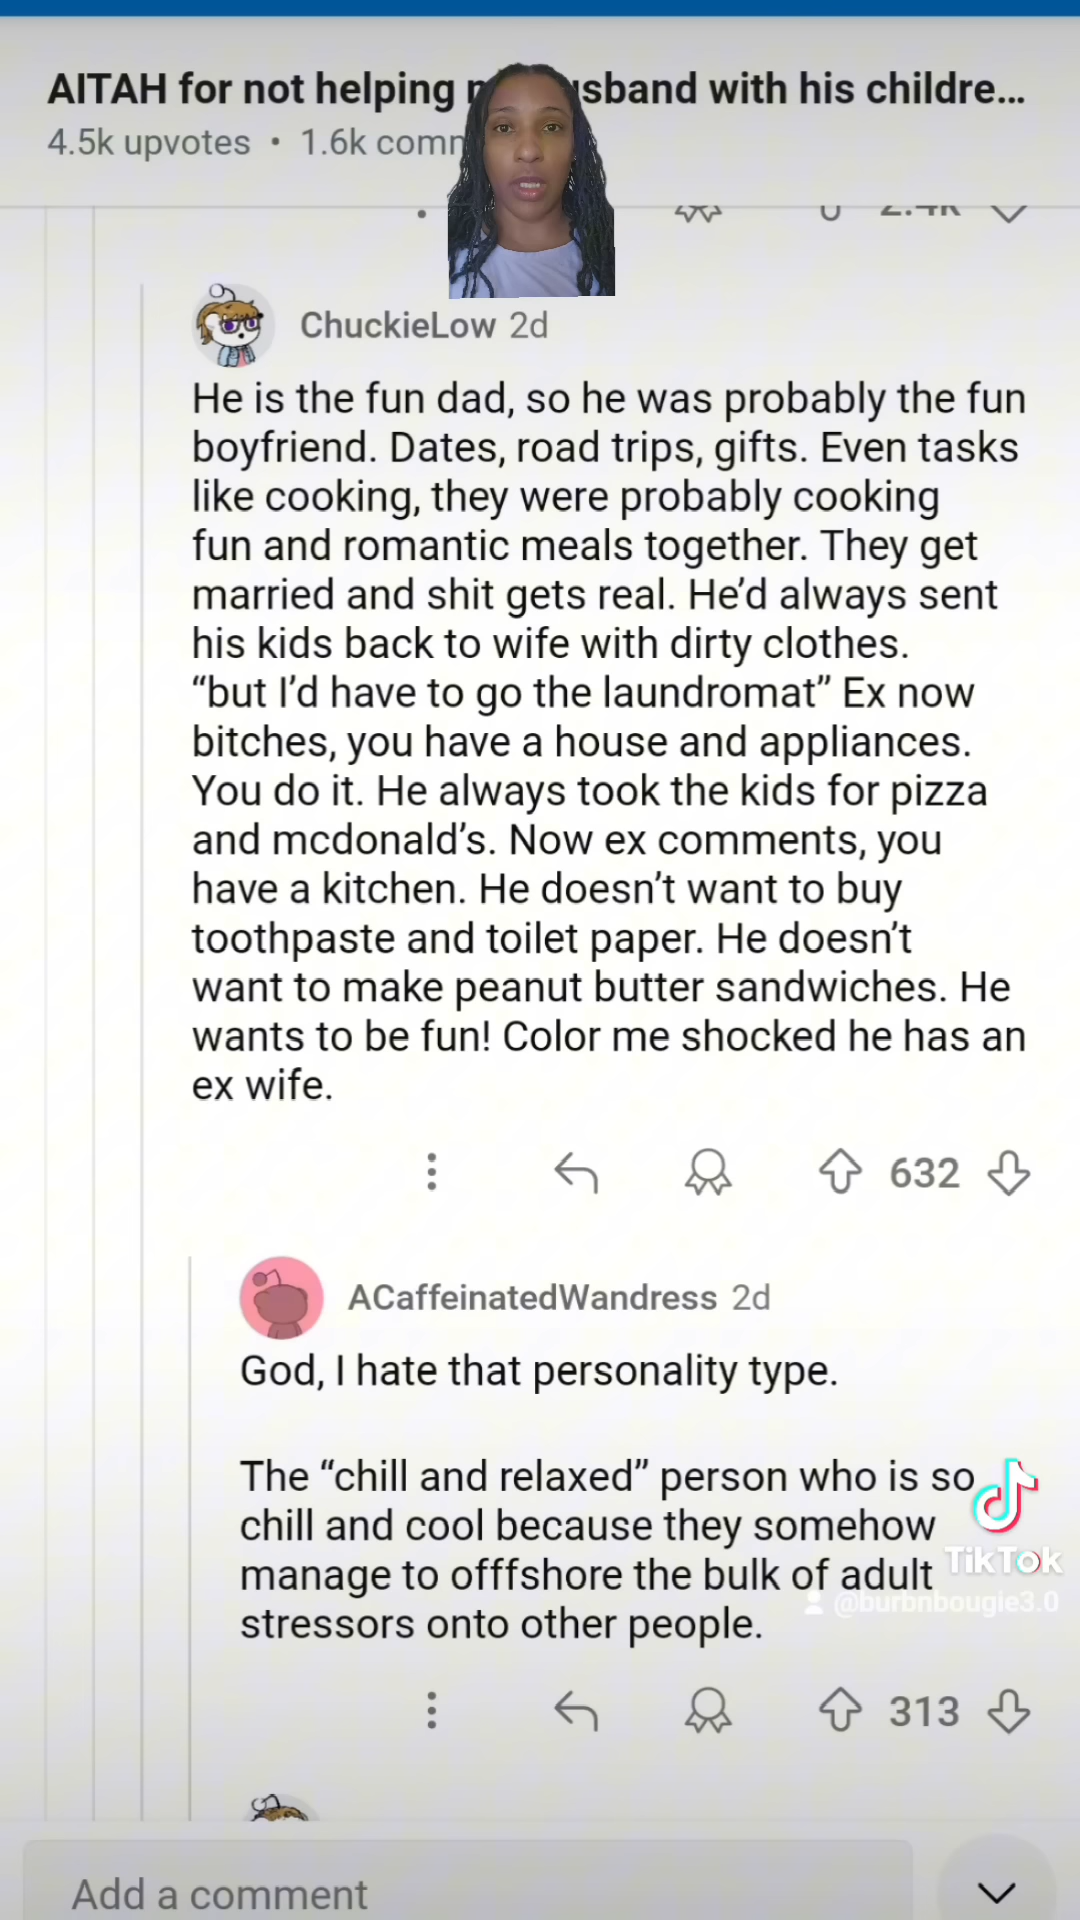 AITAH for not helping sband with his childre...
4.5k upvotes • 1.6k comm
ChuckieLow 2d
He is the fun dad, so he was probably the fun
boyfriend. Dates, road trips, gifts. Even tasks
like cooking, they were probably cooking
fun and romantic meals together. They get
married and shit gets real. He’d always sent
his kids back to wife with dirty clothes.
“but I’d have to go the laundromat” Ex now
bitches, you have a house and appliances.
You do it. He always took the kids for pizza
and mcdonald’s. Now ex comments, you
have a kitchen. He doesn’t want to buy
toothpaste and toilet paper. He doesn’t
want to make peanut butter sandwiches. He
wants to be fun! Color me shocked he has an
ex wife.
632
ACaffeinatedWandress 2d
God, I hate that personality type.
The “chill and relaxed” person who is so
chill and cool because they somehow
manage to offfshore the bulk of adult
stressors onto other people.
TikTok
@burbnbougie3.0
313
Add a comment